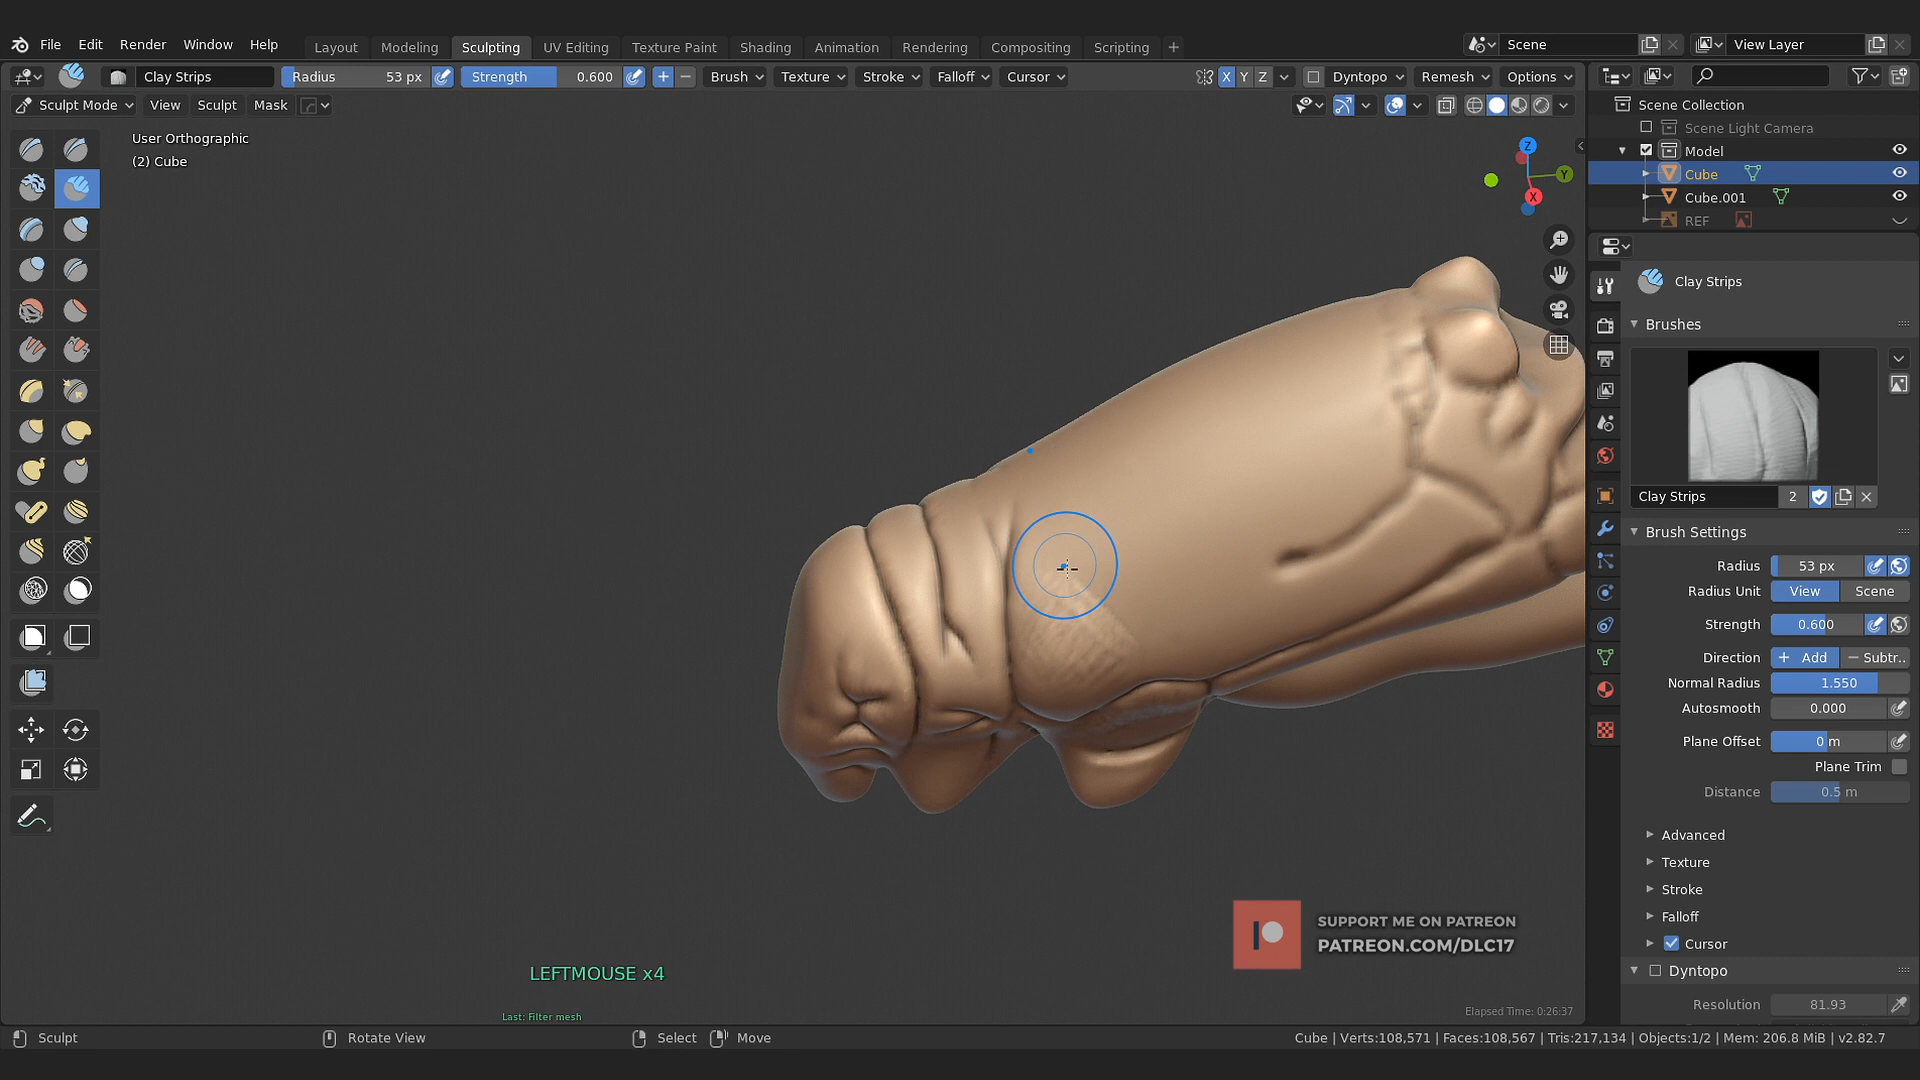 File Edit Render Window Help Layout Modeling Sculpting UV Editing Texture Paint Shading Animation Rendering Compositing Scripting + Scene View Layer
Clay Strips Radius 53 px Strength 0.600 Brush Texture Stroke Falloff Cursor X Y Z Dyntopo Remesh Options
Sculpt Mode View Sculpt Mask
User Orthographic
(2) Cube
Z
Y
X
Scene Collection
Scene Light Camera
Model
Cube
Cube.001
REF
Clay Strips
Brushes
Clay Strips 2
Brush Settings
Radius 53 px
Radius Unit View Scene
Strength 0.600
Direction + Add − Subtr..
Normal Radius 1.550
Autosmooth 0.000
Plane Offset 0 m
Plane Trim
Distance 0.5 m
Advanced
Texture
Stroke
Falloff
Cursor
Dyntopo
Resolution 81.93
SUPPORT ME ON PATREON
PATREON.COM/DLC17
LEFTMOUSE x4
Last: Filter mesh
Elapsed Time: 0:26:37
Sculpt Rotate View Select Move Cube | Verts:108,571 | Faces:108,567 | Tris:217,134 | Objects:1/2 | Mem: 206.8 MiB | v2.82.7